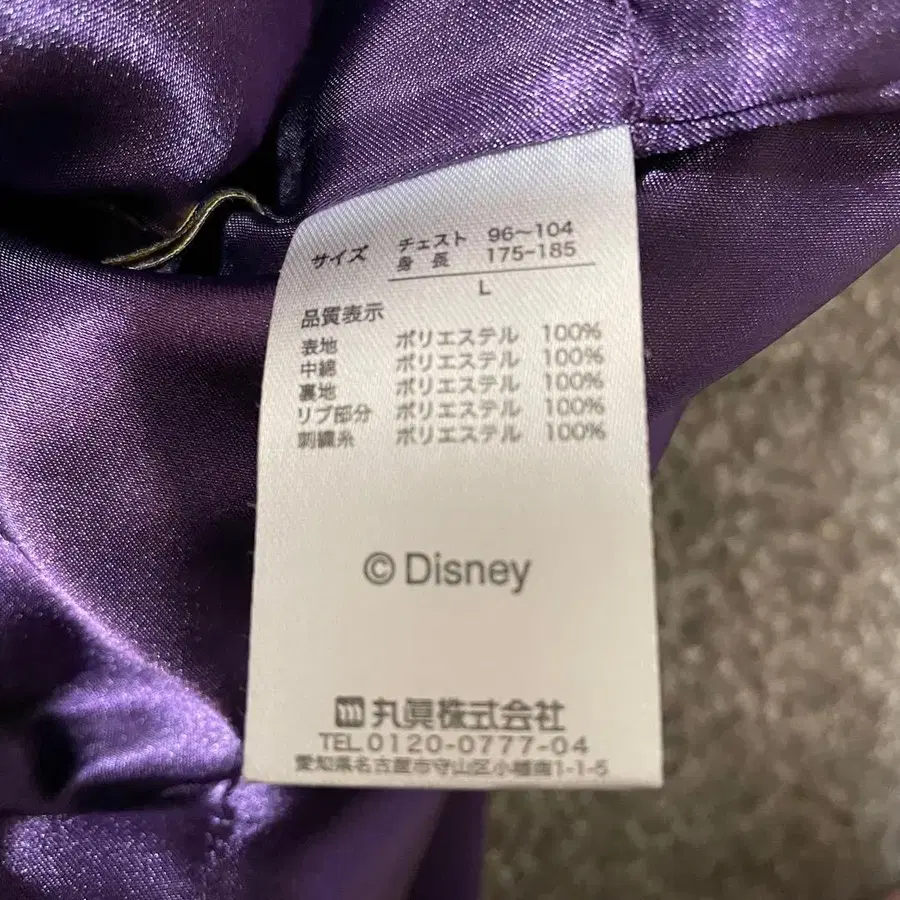 サイズ チェスト 96~104
身 長 175-185
L
品質表示
表地 ポリエステル 100%
中綿 ポリエステル 100%
裏地 ポリエステル 100%
リブ部分 ポリエステル 100%
刺繍糸 ポリエステル 100%
© Disney
m 丸眞株式会社
TEL 0120-0777-04
愛知県名古屋市守山区小幡南1-1-5